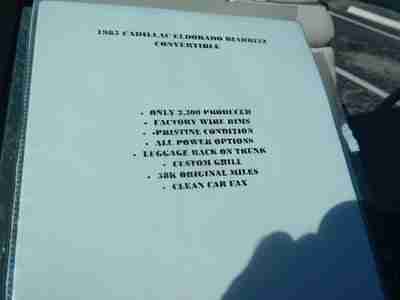 1985 CADILLAC ELDORADO BIARRITZ
CONVERTIBLE
• ONLY 2,300 PRODUCED
• FACTORY WIRE RIMS
• -PRISTINE CONDITION
• ALL POWER OPTIONS
• LUGGAGE RACK ON TRUNK
• CUSTOM GRILL
• 38K ORIGINAL MILES
• CLEAN CAR FAX